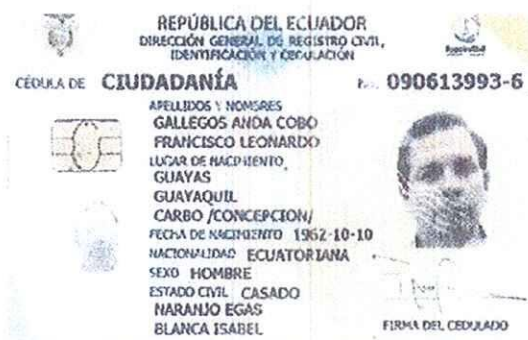 REPÚBLICA DEL ECUADOR
DIRECCIÓN GENERAL DE REGISTRO CIVIL,
IDENTIFICACIÓN Y CEDULACIÓN
CÉDULA DE CIUDADANÍA 090613993-6
APELLIDOS Y NOMBRES
GALLEGOS ANDA COBO
FRANCISCO LEONARDO
LUGAR DE NACIMIENTO
GUAYAS
GUAYAQUIL
CARBO /CONCEPCION/
FECHA DE NACIMIENTO 1962-10-10
NACIONALIDAD ECUATORIANA
SEXO HOMBRE
ESTADO CIVIL CASADO
NARANJO EGAS
BLANCA ISABEL
FIRMA DEL CEDULADO